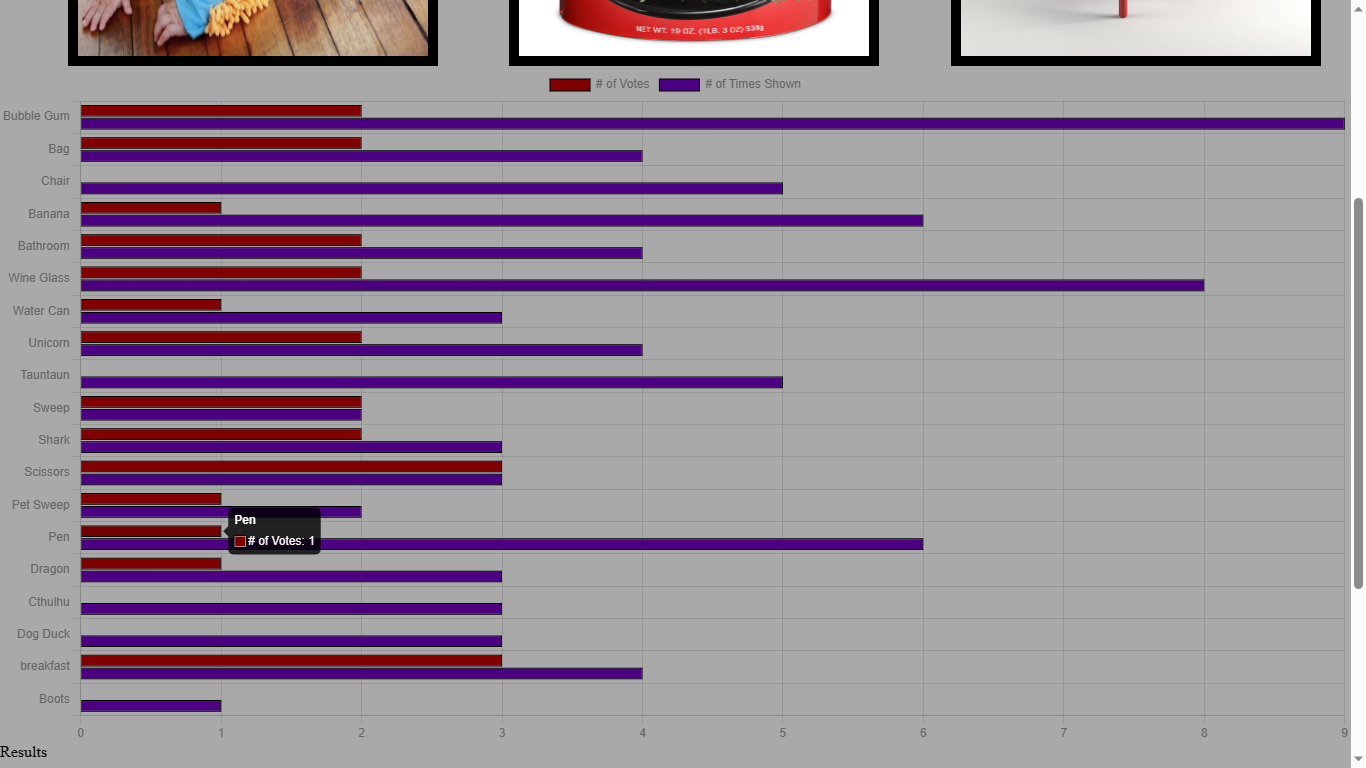 NET WT. 19 OZ. (1LB. 3 OZ) 538g
# of Votes # of Times Shown
Bubble Gum
Bag
Chair
Banana
Bathroom
Wine Glass
Water Can
Unicorn
Tauntaun
Sweep
Shark
Scissors
Pet Sweep
Pen
Pen
# of Votes: 1
Dragon
Cthulhu
Dog Duck
breakfast
Boots
0 1 2 3 4 5 6 7 8 9
Results